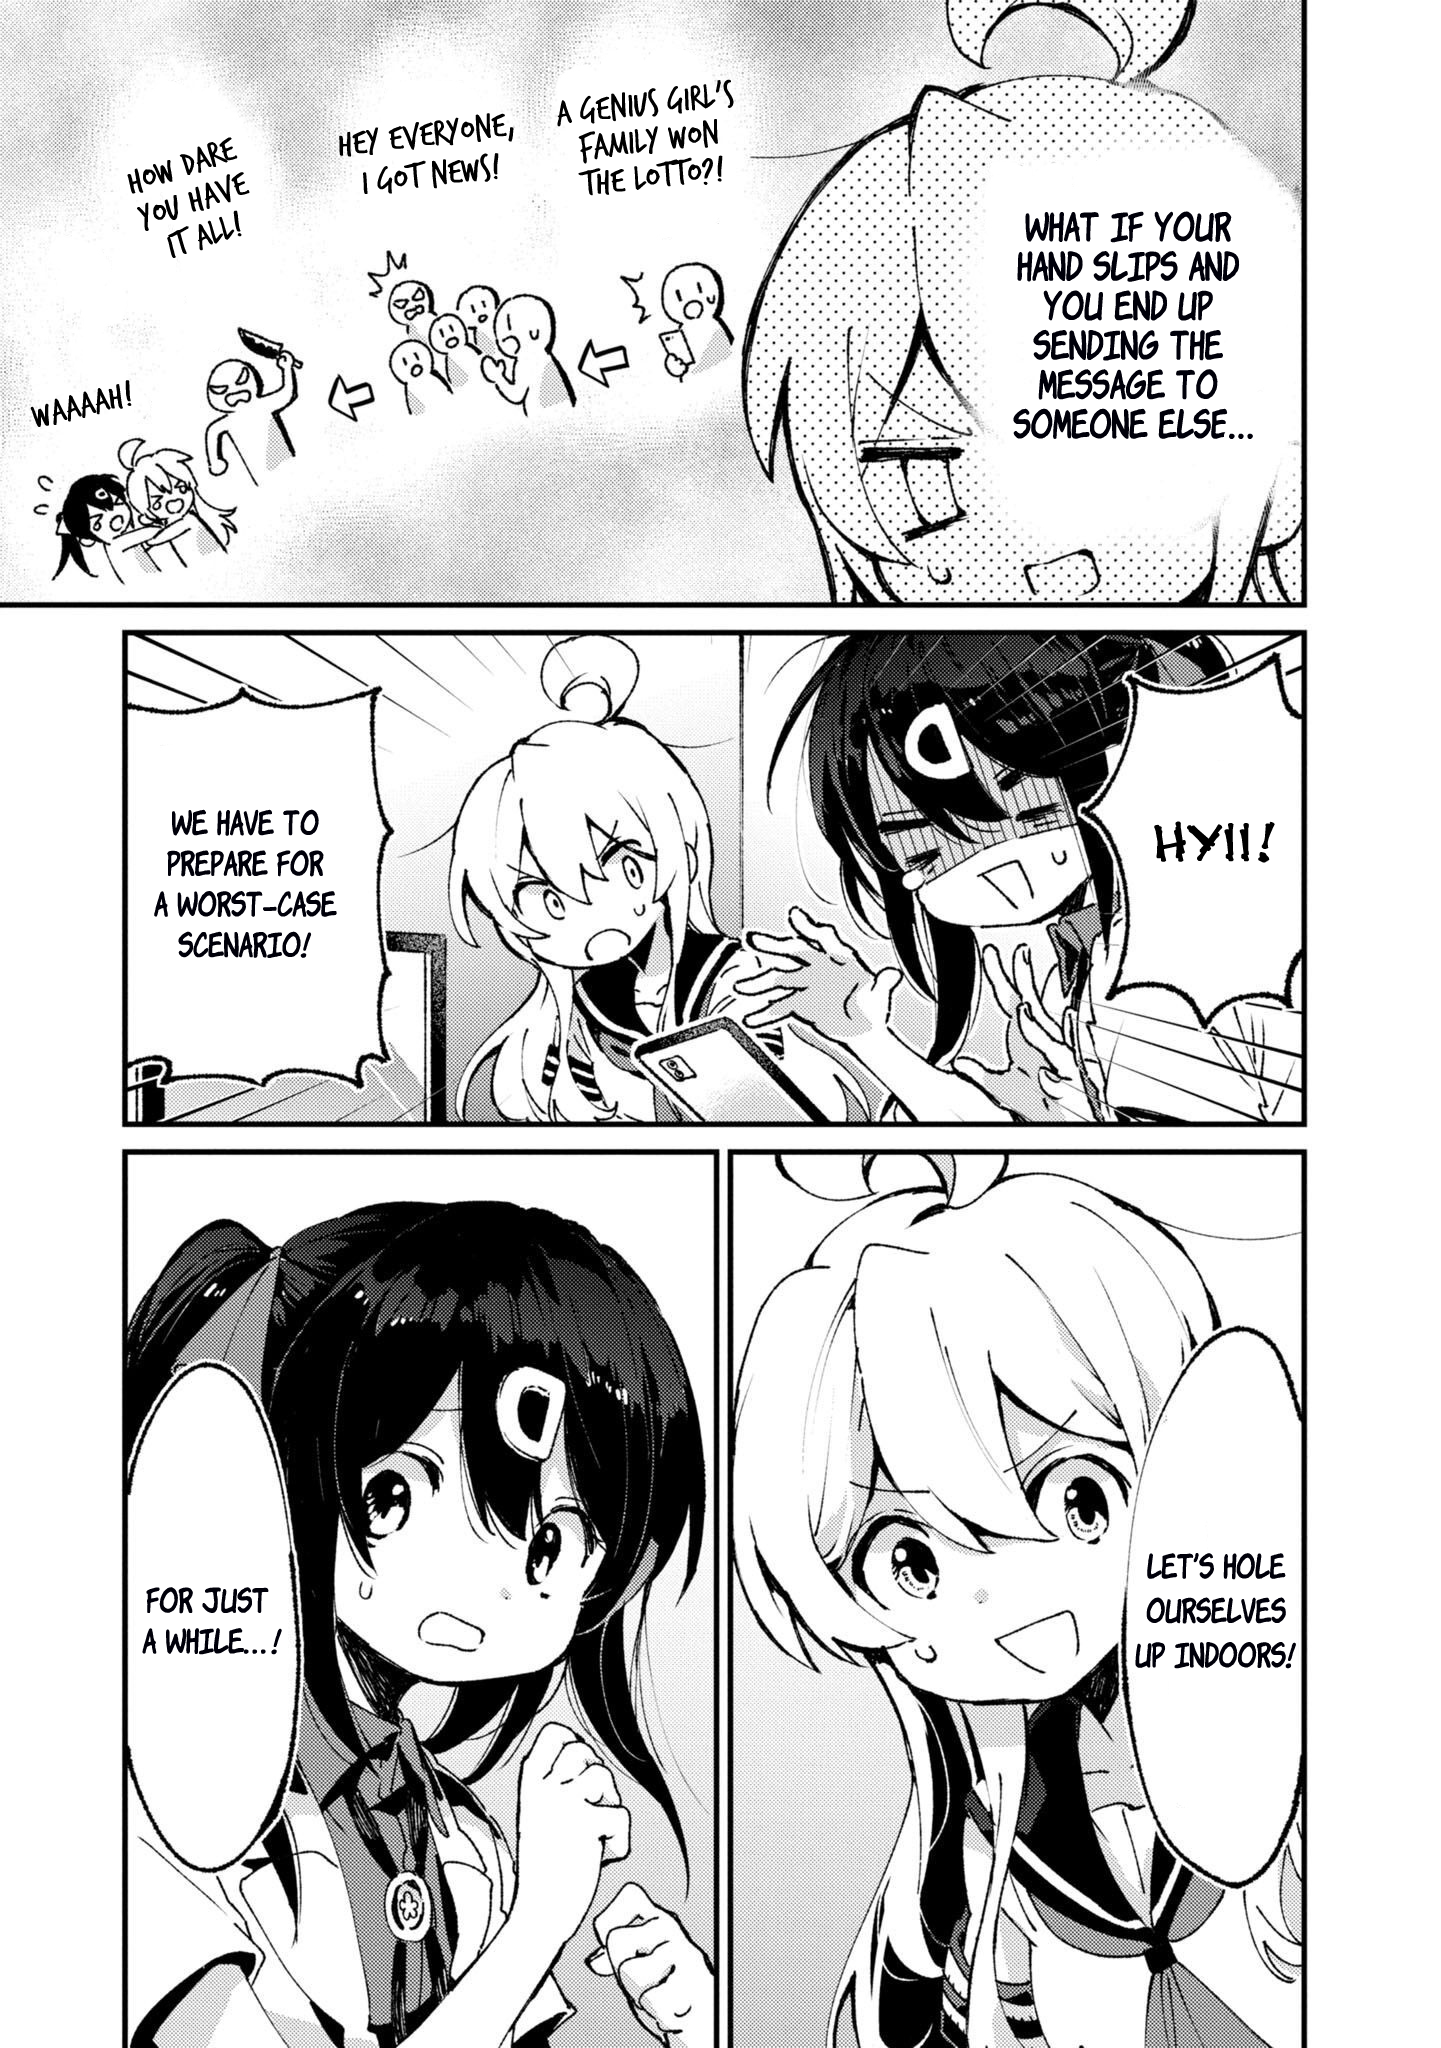 WHAT IF YOUR
HAND SLIPS AND
YOU END UP
SENDING THE
MESSAGE TO
SOMEONE ELSE...
A GENIUS GIRL'S
FAMILY WON
THE LOTTO?!
HEY EVERYONE,
I GOT NEWS!
HOW DARE
YOU HAVE
IT ALL!
WAAAAH!
HYII!
WE HAVE TO
PREPARE FOR
A WORST-CASE
SCENARIO!
LET'S HOLE
OURSELVES
UP INDOORS!
FOR JUST
A WHILE...!